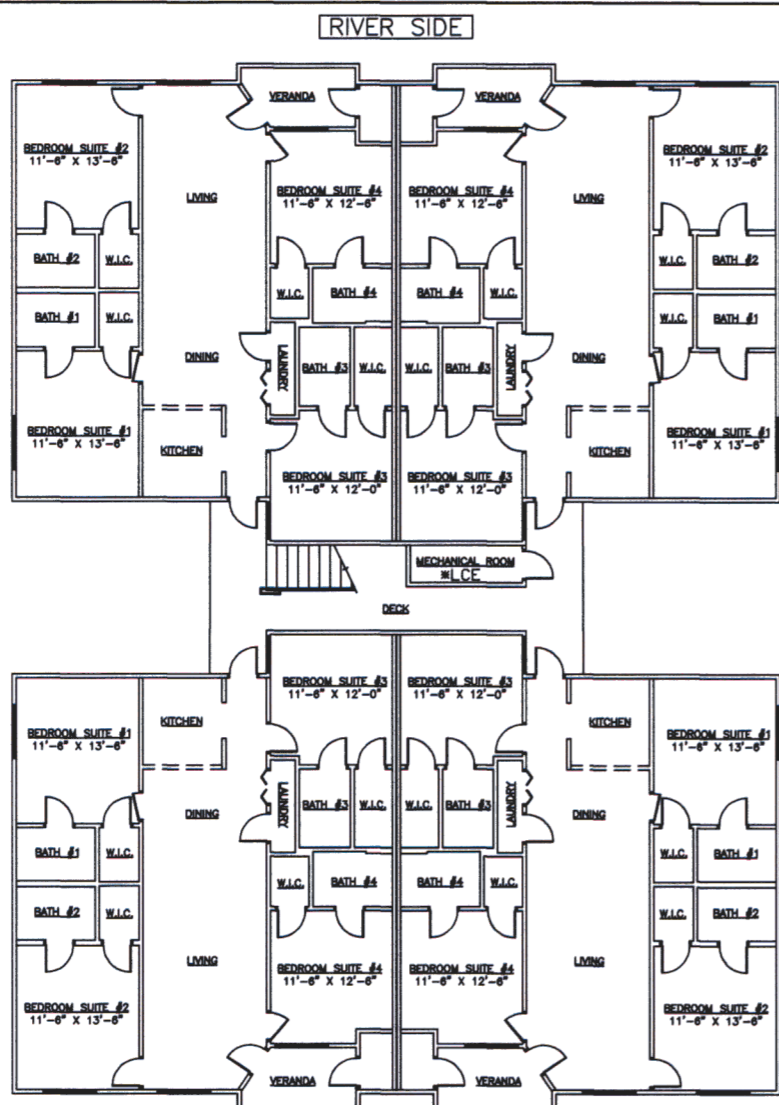 RIVER SIDE
VERANDA
VERANDA
BEDROOM SUITE #2
11'-6" X 13'-6"
LIVING
BEDROOM SUITE #4
11'-6" X 12'-6"
BEDROOM SUITE #4
11'-6" X 12'-6"
LIVING
BEDROOM SUITE #2
11'-6" X 13'-6"
BATH #2
W.I.C.
W.I.C.
BATH #4
BATH #4
W.I.C.
W.I.C.
BATH #2
BATH #1
W.I.C.
W.I.C.
BATH #1
DINING
LAUNDRY
BATH #3
W.I.C.
W.I.C.
BATH #3
LAUNDRY
DINING
BEDROOM SUITE #1
11'-6" X 13'-6"
KITCHEN
BEDROOM SUITE #3
11'-6" X 12'-0"
BEDROOM SUITE #3
11'-6" X 12'-0"
KITCHEN
BEDROOM SUITE #1
11'-6" X 13'-6"
MECHANICAL ROOM
※LCE
DECK
BEDROOM SUITE #1
11'-6" X 13'-6"
KITCHEN
BEDROOM SUITE #3
11'-6" X 12'-0"
BEDROOM SUITE #3
11'-6" X 12'-0"
KITCHEN
BEDROOM SUITE #1
11'-6" X 13'-6"
DINING
LAUNDRY
BATH #3
W.I.C.
W.I.C.
BATH #3
LAUNDRY
DINING
BATH #1
W.I.C.
W.I.C.
BATH #1
W.I.C.
BATH #4
BATH #4
W.I.C.
BATH #2
W.I.C.
W.I.C.
BATH #2
BEDROOM SUITE #2
11'-6" X 13'-6"
LIVING
BEDROOM SUITE #4
11'-6" X 12'-6"
BEDROOM SUITE #4
11'-6" X 12'-6"
LIVING
BEDROOM SUITE #2
11'-6" X 13'-6"
VERANDA
VERANDA